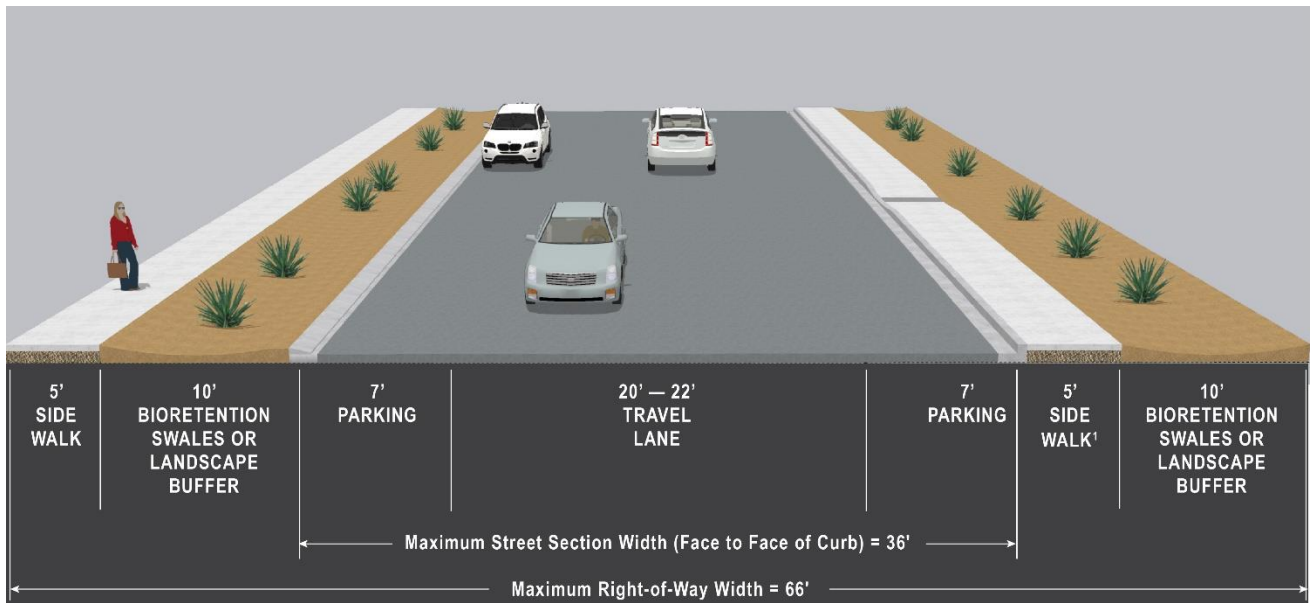 5'
SIDE
WALK
10'
BIORETENTION
SWALES OR
LANDSCAPE
BUFFER
7'
PARKING
20' — 22'
TRAVEL
LANE
7'
PARKING
5'
SIDE
WALK¹
10'
BIORETENTION
SWALES OR
LANDSCAPE
BUFFER
Maximum Street Section Width (Face to Face of Curb) = 36'
Maximum Right-of-Way Width = 66'